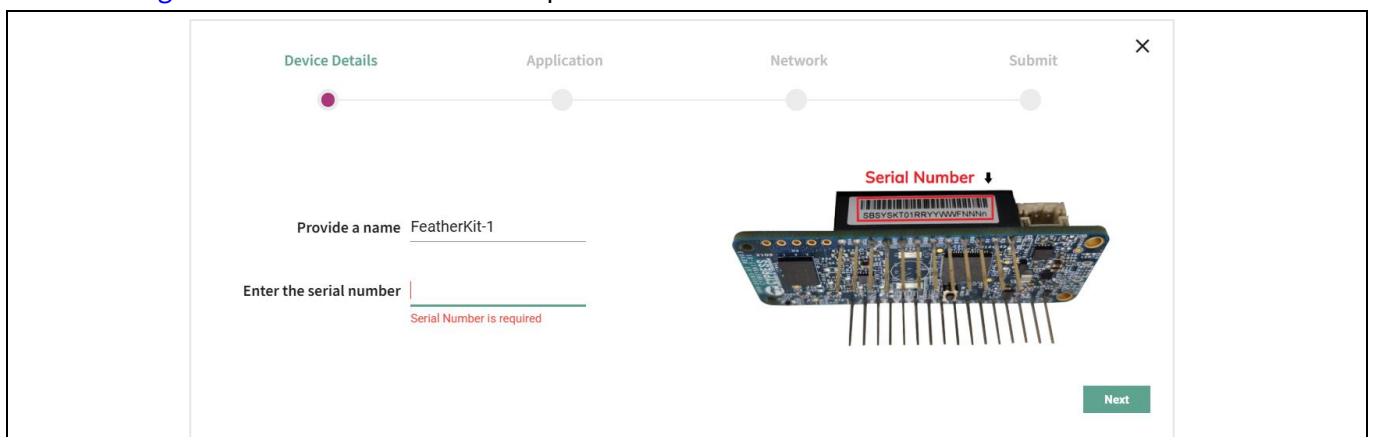 Device Details
Application
Network
Submit
Serial Number
SBSYSKT01RRYYWWFNNNn
Provide a name FeatherKit-1
Enter the serial number
Serial Number is required
Next